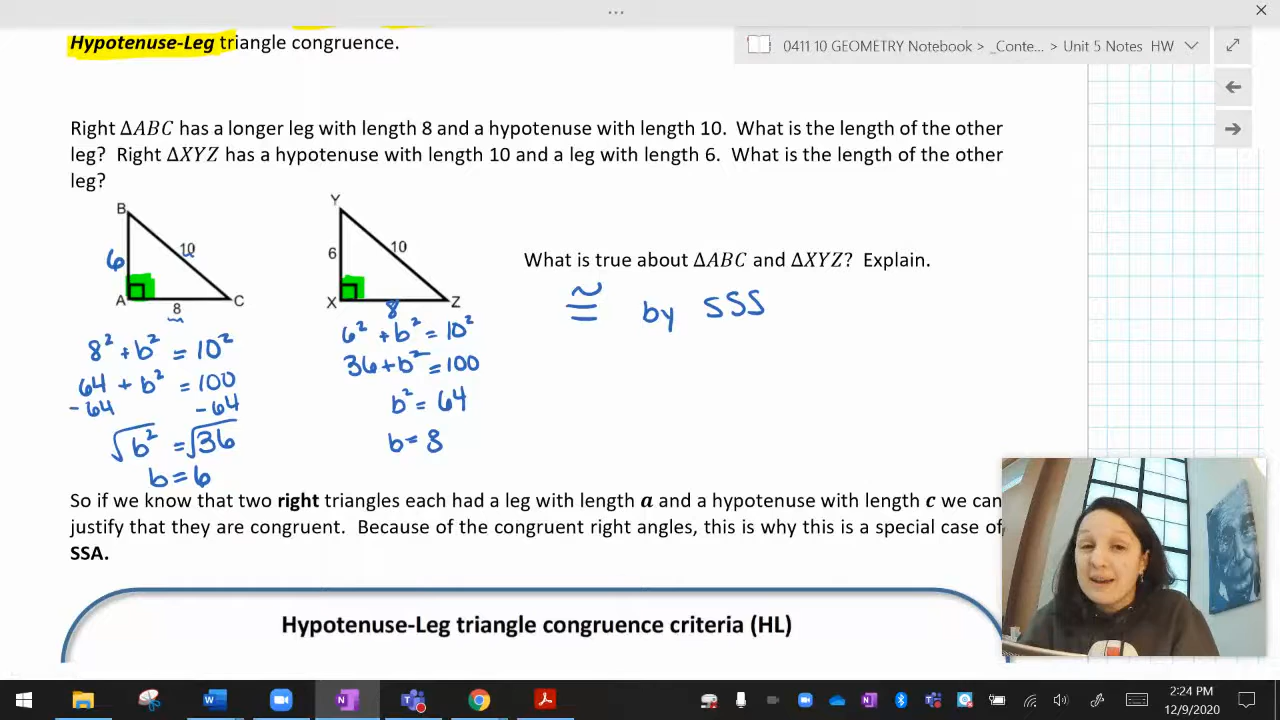 Hypotenuse-Leg triangle congruence.
0411 10 GEOMETRY Notebook > _Conte... > Unit 5 Notes HW
Right ΔABC has a longer leg with length 8 and a hypotenuse with length 10. What is the length of the other
leg? Right ΔXYZ has a hypotenuse with length 10 and a leg with length 6. What is the length of the other
leg?
B
6
10
A
8
C
Y
6
10
X
8
Z
What is true about ΔABC and ΔXYZ? Explain.
≅ by SSS
8² + b² = 10²
64 + b² = 100
-64 -64
√b² = √36
b = 6
6² + b² = 10²
36 + b² = 100
b² = 64
b = 8
So if we know that two right triangles each had a leg with length a and a hypotenuse with length c we can
justify that they are congruent. Because of the congruent right angles, this is why this is a special case of
SSA.
Hypotenuse-Leg triangle congruence criteria (HL)
2:24 PM
12/9/2020